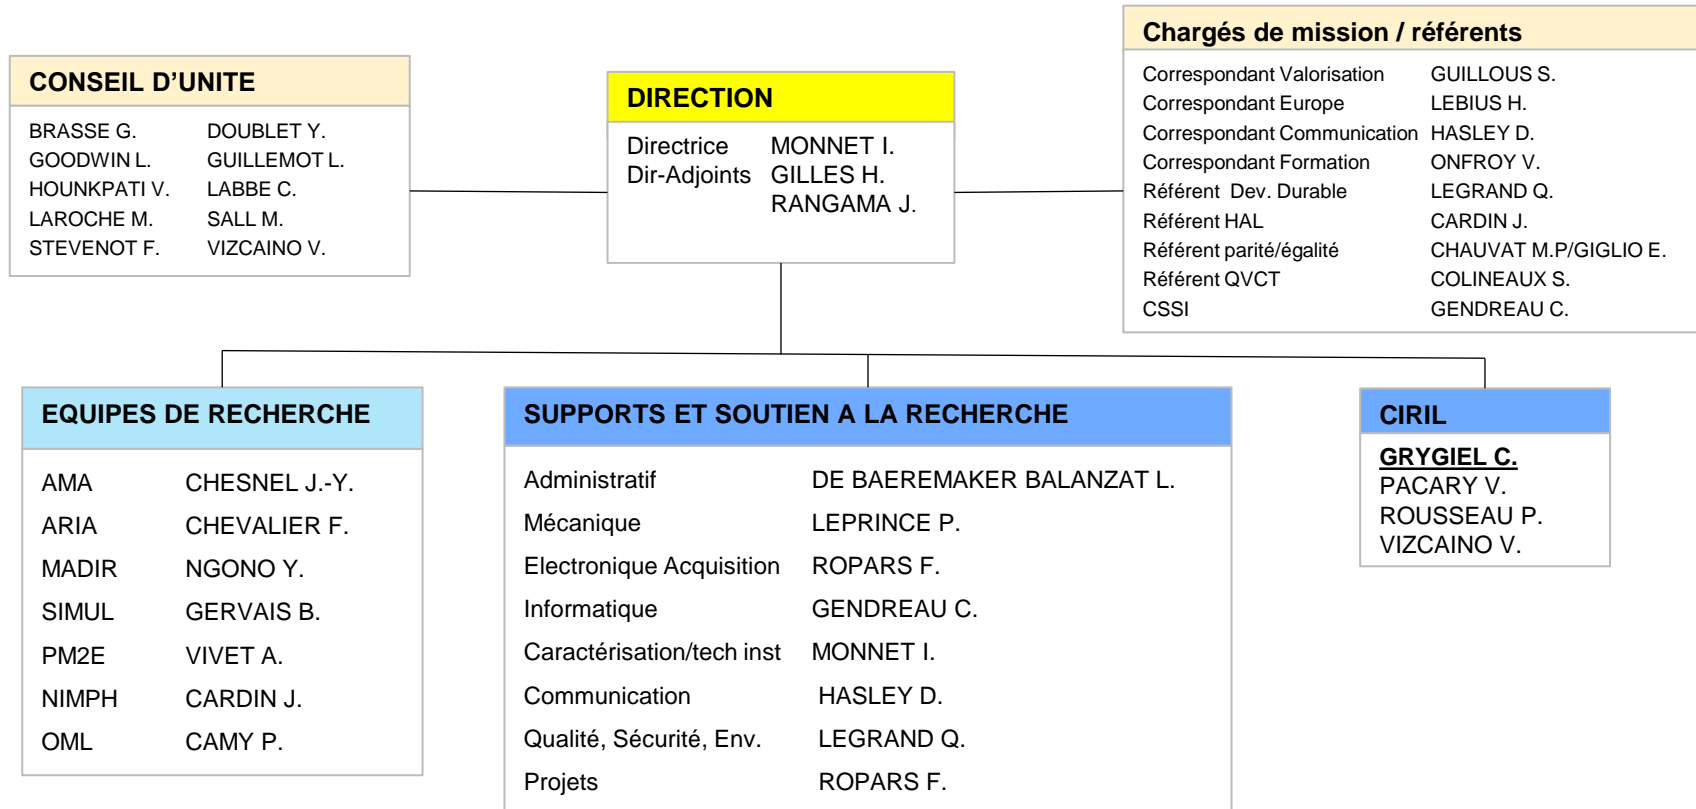 CONSEIL D'UNITE
BRASSE G. DOUBLET Y.
GOODWIN L. GUILLEMOT L.
HOUNKPATI V. LABBE C.
LAROCHE M. SALL M.
STEVENOT F. VIZCAINO V.
DIRECTION
Directrice MONNET I.
Dir-Adjoints GILLES H.
RANGAMA J.
Chargés de mission / référents
Correspondant Valorisation GUILLOUS S.
Correspondant Europe LEBIUS H.
Correspondant Communication HASLEY D.
Correspondant Formation ONFROY V.
Référent Dev. Durable LEGRAND Q.
Référent HAL CARDIN J.
Référent parité/égalité CHAUVAT M.P/GIGLIO E.
Référent QVCT COLINEAUX S.
CSSI GENDREAU C.
EQUIPES DE RECHERCHE
AMA CHESNEL J.-Y.
ARIA CHEVALIER F.
MADIR NGONO Y.
SIMUL GERVAIS B.
PM2E VIVET A.
NIMPH CARDIN J.
OML CAMY P.
SUPPORTS ET SOUTIEN A LA RECHERCHE
Administratif DE BAEREMAKER BALANZAT L.
Mécanique LEPRINCE P.
Electronique Acquisition ROPARS F.
Informatique GENDREAU C.
Caractérisation/tech inst MONNET I.
Communication HASLEY D.
Qualité, Sécurité, Env. LEGRAND Q.
Projets ROPARS F.
CIRIL
GRYGIEL C.
PACARY V.
ROUSSEAU P.
VIZCAINO V.